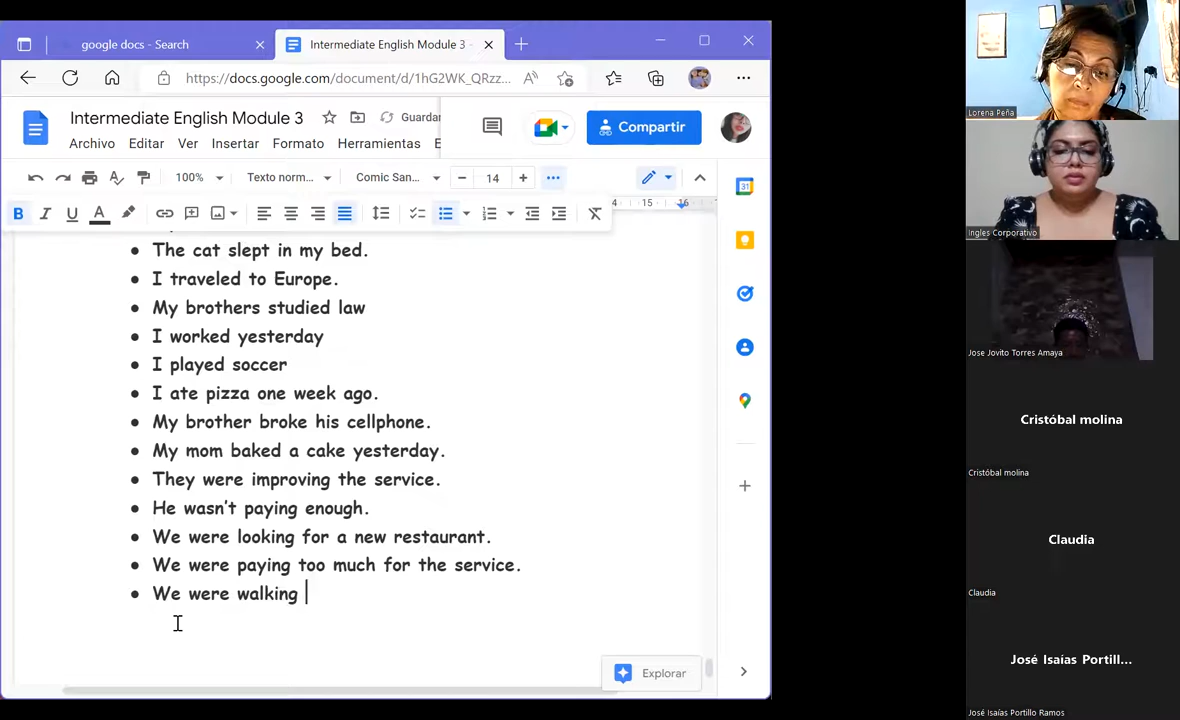 google docs - Search
Intermediate English Module 3 -
https://docs.google.com/document/d/1hG2WK_QRzz...
Intermediate English Module 3
Guardar
Archivo Editar Ver Insertar Formato Herramientas E
Compartir
100% Texto norm... Comic San... 14
14 15 16
The cat slept in my bed.
I traveled to Europe.
My brothers studied law
I worked yesterday
I played soccer
I ate pizza one week ago.
My brother broke his cellphone.
My mom baked a cake yesterday.
They were improving the service.
He wasn't paying enough.
We were looking for a new restaurant.
We were paying too much for the service.
We were walking
Explorar
31
Lorena Peña
Ingles Corporativo
Jose Jovito Torres Amaya
Cristóbal molina
Cristóbal molina
Claudia
Claudia
José Isaías Portill...
José Isaías Portillo Ramos